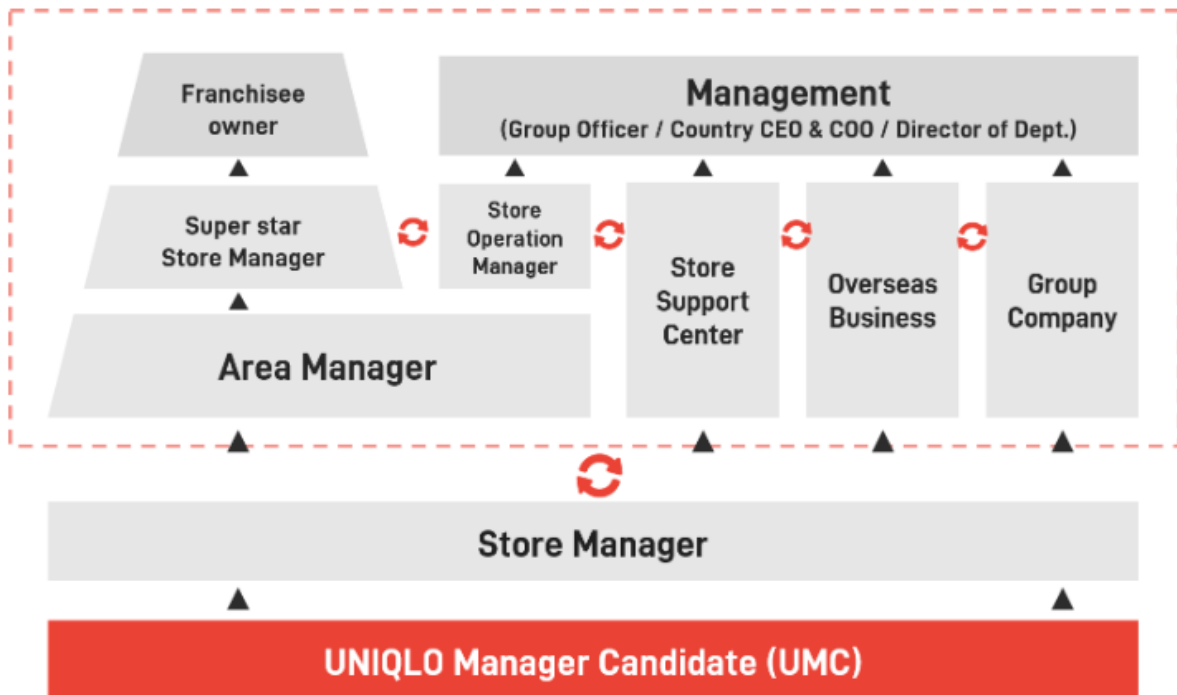 Franchisee
owner
Management
(Group Officer / Country CEO & COO / Director of Dept.)
Super star
Store Manager
Store
Operation
Manager
Store
Support
Center
Overseas
Business
Group
Company
Area Manager
Store Manager
UNIQLO Manager Candidate (UMC)